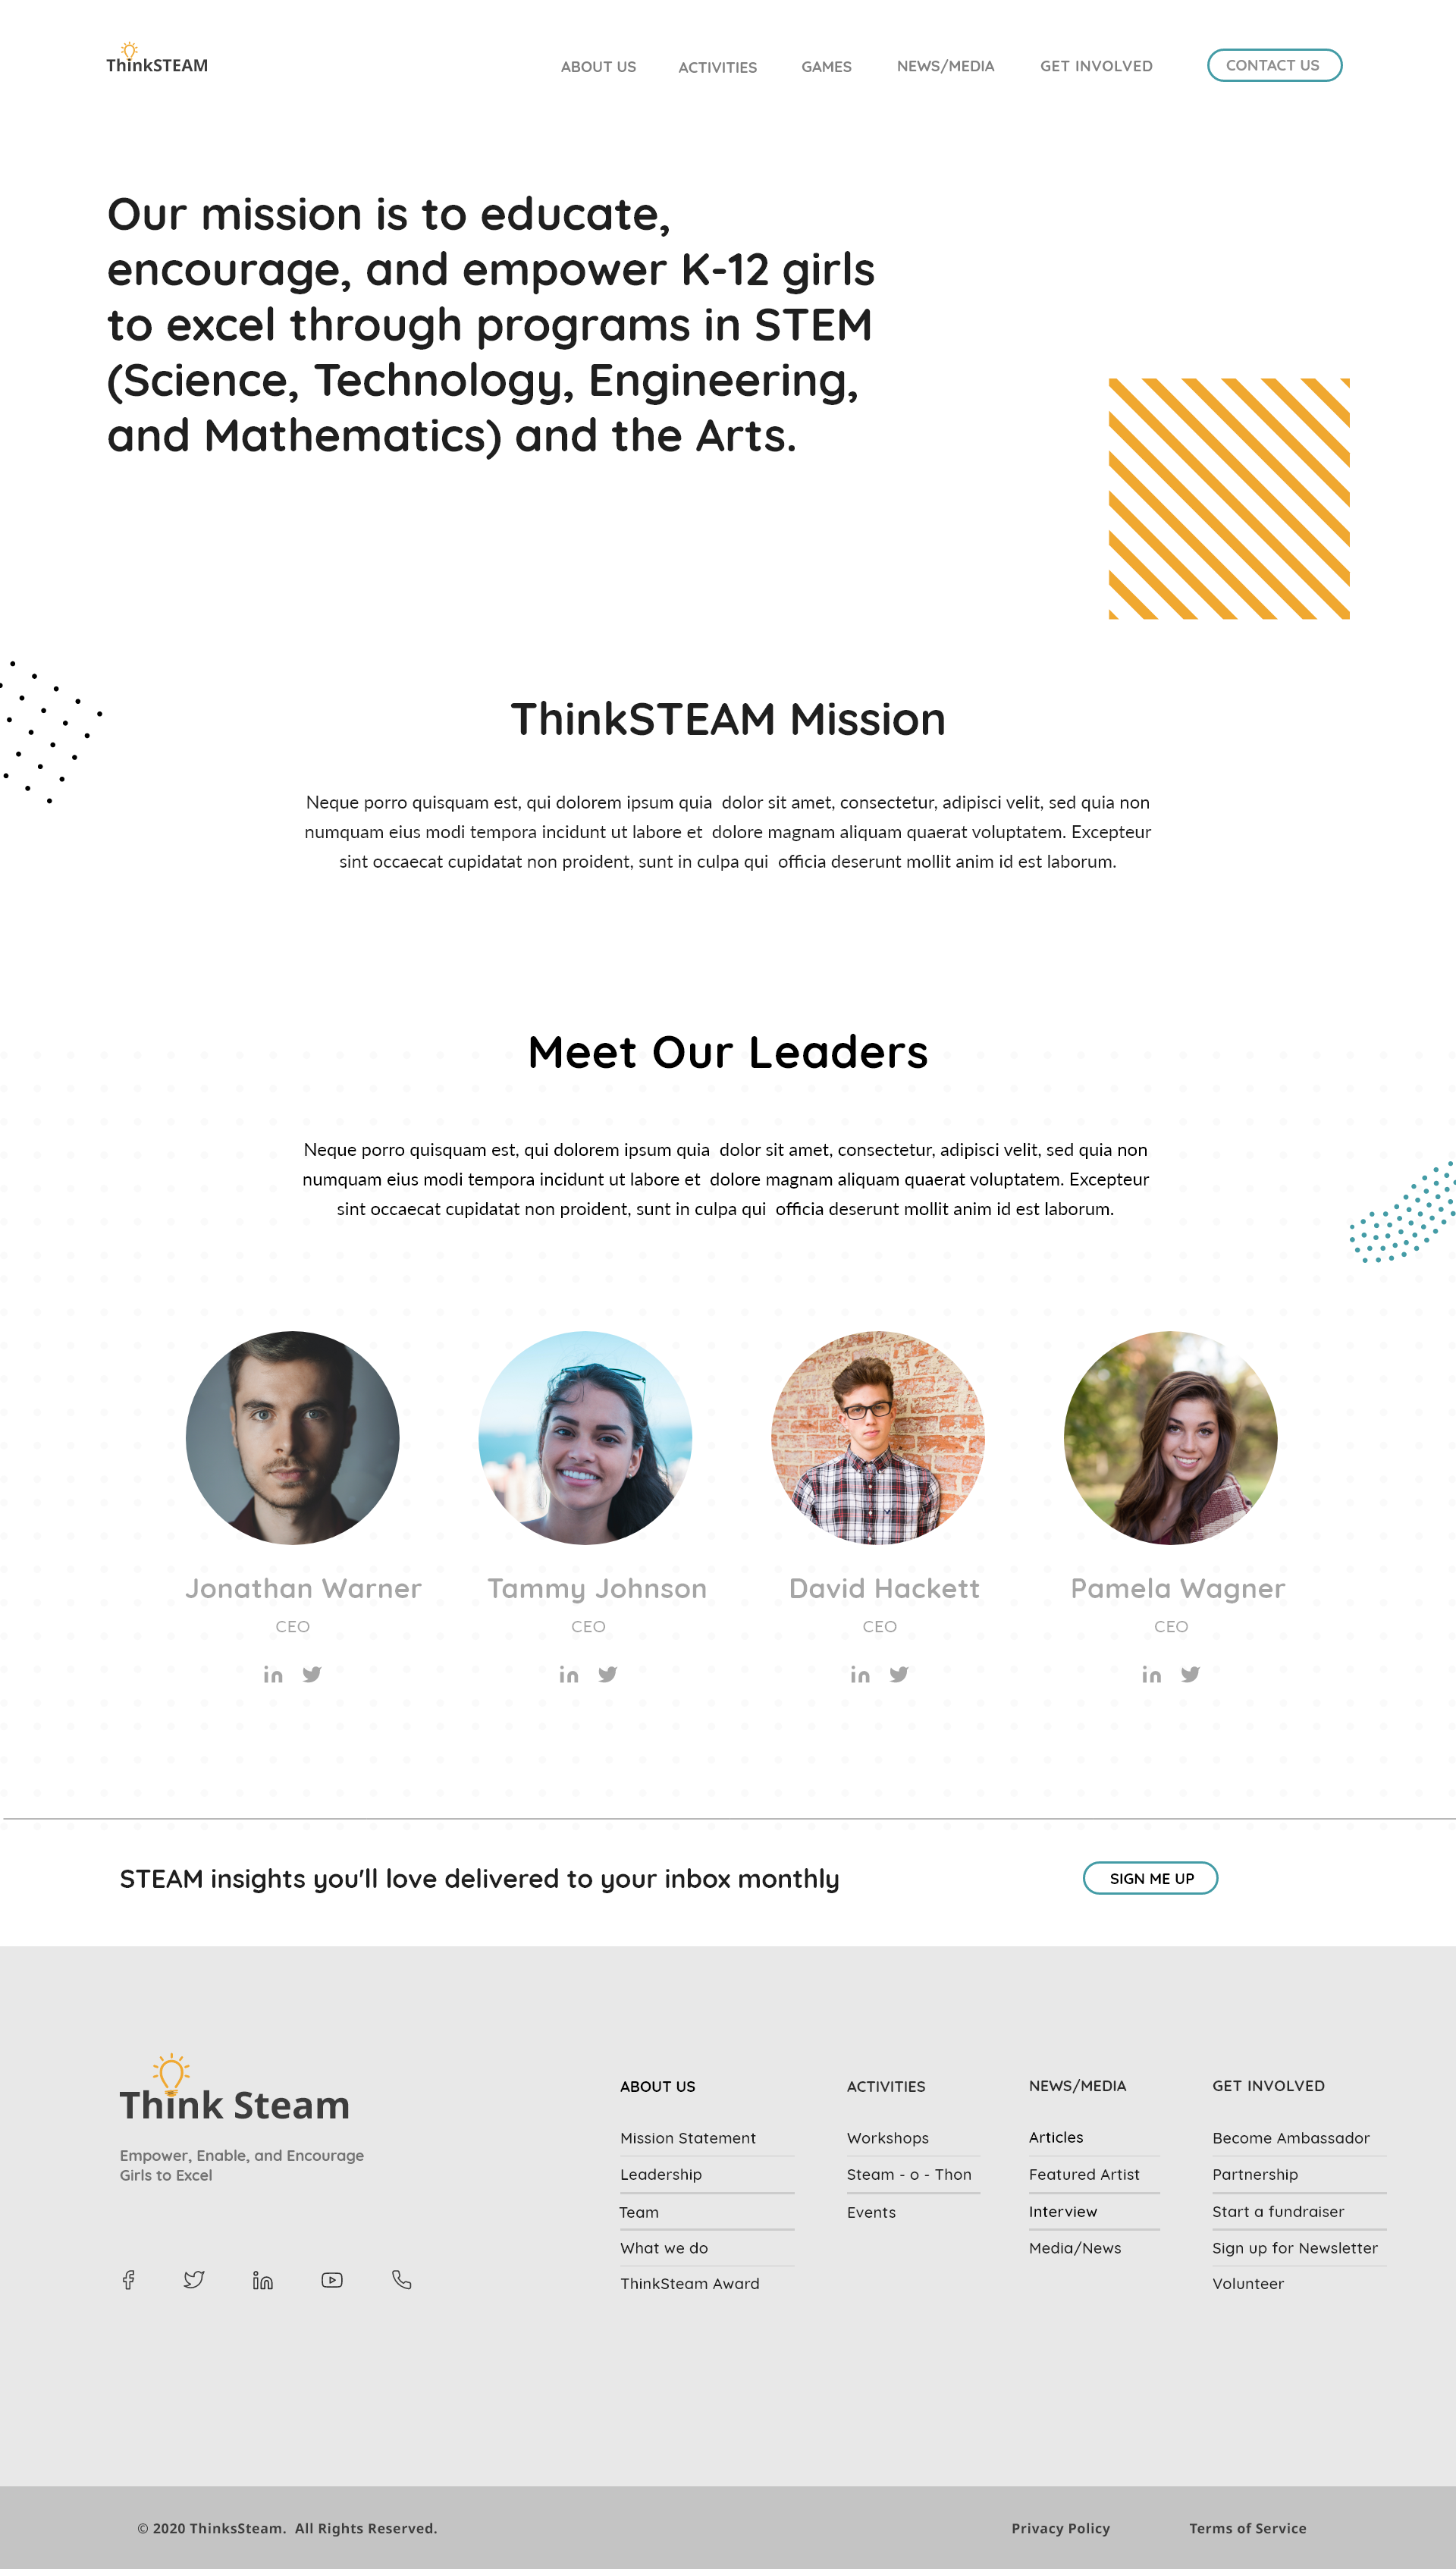 ThinkSTEAM
ABOUT US
ACTIVITIES
GAMES
NEWS/MEDIA
GET INVOLVED
CONTACT US
Our mission is to educate,
encourage, and empower K-12 girls
to excel through programs in STEM
(Science, Technology, Engineering,
and Mathematics) and the Arts.
ThinkSTEAM Mission
Neque porro quisquam est, qui dolorem ipsum quia  dolor sit amet, consectetur, adipisci velit, sed quia non
numquam eius modi tempora incidunt ut labore et  dolore magnam aliquam quaerat voluptatem. Excepteur
sint occaecat cupidatat non proident, sunt in culpa qui  officia deserunt mollit anim id est laborum.
Meet Our Leaders
Neque porro quisquam est, qui dolorem ipsum quia  dolor sit amet, consectetur, adipisci velit, sed quia non
numquam eius modi tempora incidunt ut labore et  dolore magnam aliquam quaerat voluptatem. Excepteur
sint occaecat cupidatat non proident, sunt in culpa qui  officia deserunt mollit anim id est laborum.
Jonathan Warner
CEO
Tammy Johnson
CEO
David Hackett
CEO
Pamela Wagner
CEO
STEAM insights you'll love delivered to your inbox monthly
SIGN ME UP
Think Steam
Empower, Enable, and Encourage
Girls to Excel
ABOUT US
Mission Statement
Leadership
Team
What we do
ThinkSteam Award
ACTIVITIES
Workshops
Steam - o - Thon
Events
NEWS/MEDIA
Articles
Featured Artist
Interview
Media/News
GET INVOLVED
Become Ambassador
Partnership
Start a fundraiser
Sign up for Newsletter
Volunteer
© 2020 ThinksSteam.  All Rights Reserved.
Privacy Policy
Terms of Service